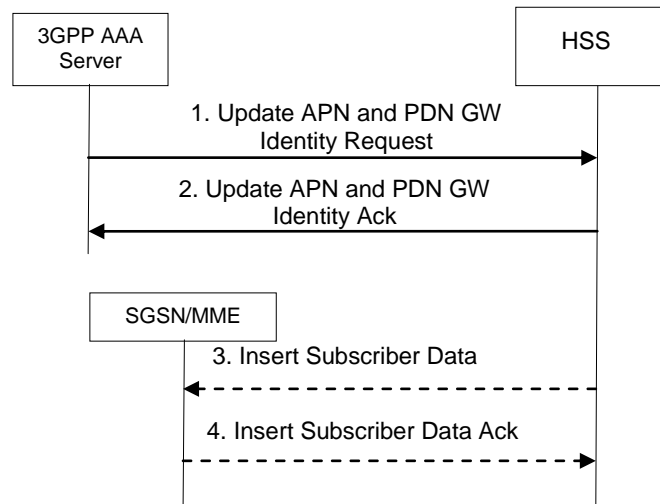 3GPP AAA
Server
HSS
1. Update APN and PDN GW
Identity Request
2. Update APN and PDN GW
Identity Ack
SGSN/MME
3. Insert Subscriber Data
4. Insert Subscriber Data Ack